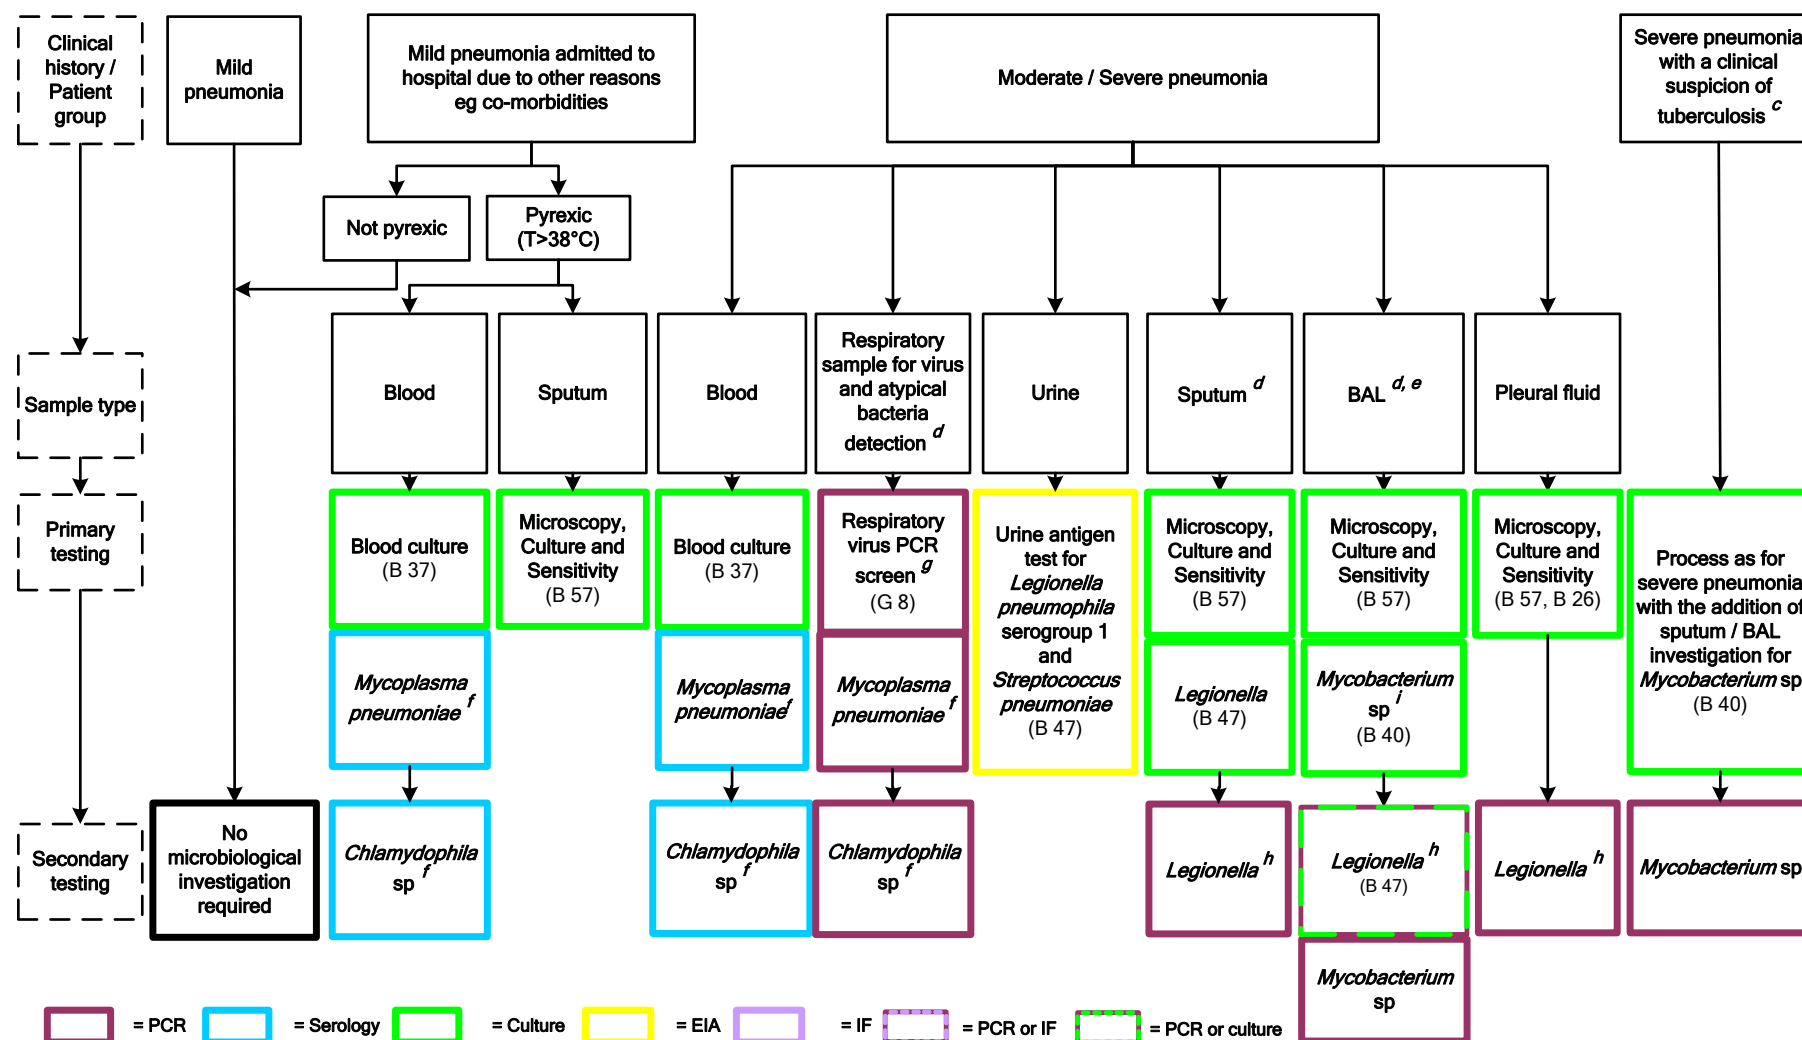 Clinical
history /
Patient
group
Mild
pneumonia
Mild pneumonia admitted to
hospital due to other reasons
eg co-morbidities
Moderate / Severe pneumonia
Severe pneumonia
with a clinical
suspicion of
tuberculosis c
Not pyrexic
Pyrexic
(T>38°C)
Sample type
Blood
Sputum
Blood
Respiratory
sample for virus
and atypical
bacteria
detection d
Urine
Sputum d
BAL d, e
Pleural fluid
Primary
testing
Blood culture
(B 37)
Microscopy,
Culture and
Sensitivity
(B 57)
Blood culture
(B 37)
Respiratory
virus PCR
screen g
(G 8)
Urine antigen
test for
Legionella
pneumophila
serogroup 1
and
Streptococcus
pneumoniae
(B 47)
Microscopy,
Culture and
Sensitivity
(B 57)
Microscopy,
Culture and
Sensitivity
(B 57)
Microscopy,
Culture and
Sensitivity
(B 57, B 26)
Process as for
severe pneumonia
with the addition of
sputum / BAL
investigation for
Mycobacterium sp
(B 40)
Mycoplasma
pneumoniae f
Mycoplasma
pneumoniae f
Mycoplasma
pneumoniae f
Legionella
(B 47)
Mycobacterium
sp i
(B 40)
Secondary
testing
No
microbiological
investigation
required
Chlamydophila
sp f
Chlamydophila
sp f
Chlamydophila
sp f
Legionella h
Legionella h
(B 47)
Legionella h
Mycobacterium sp
Mycobacterium
sp
= PCR
= Serology
= Culture
= EIA
= IF
= PCR or IF
= PCR or culture